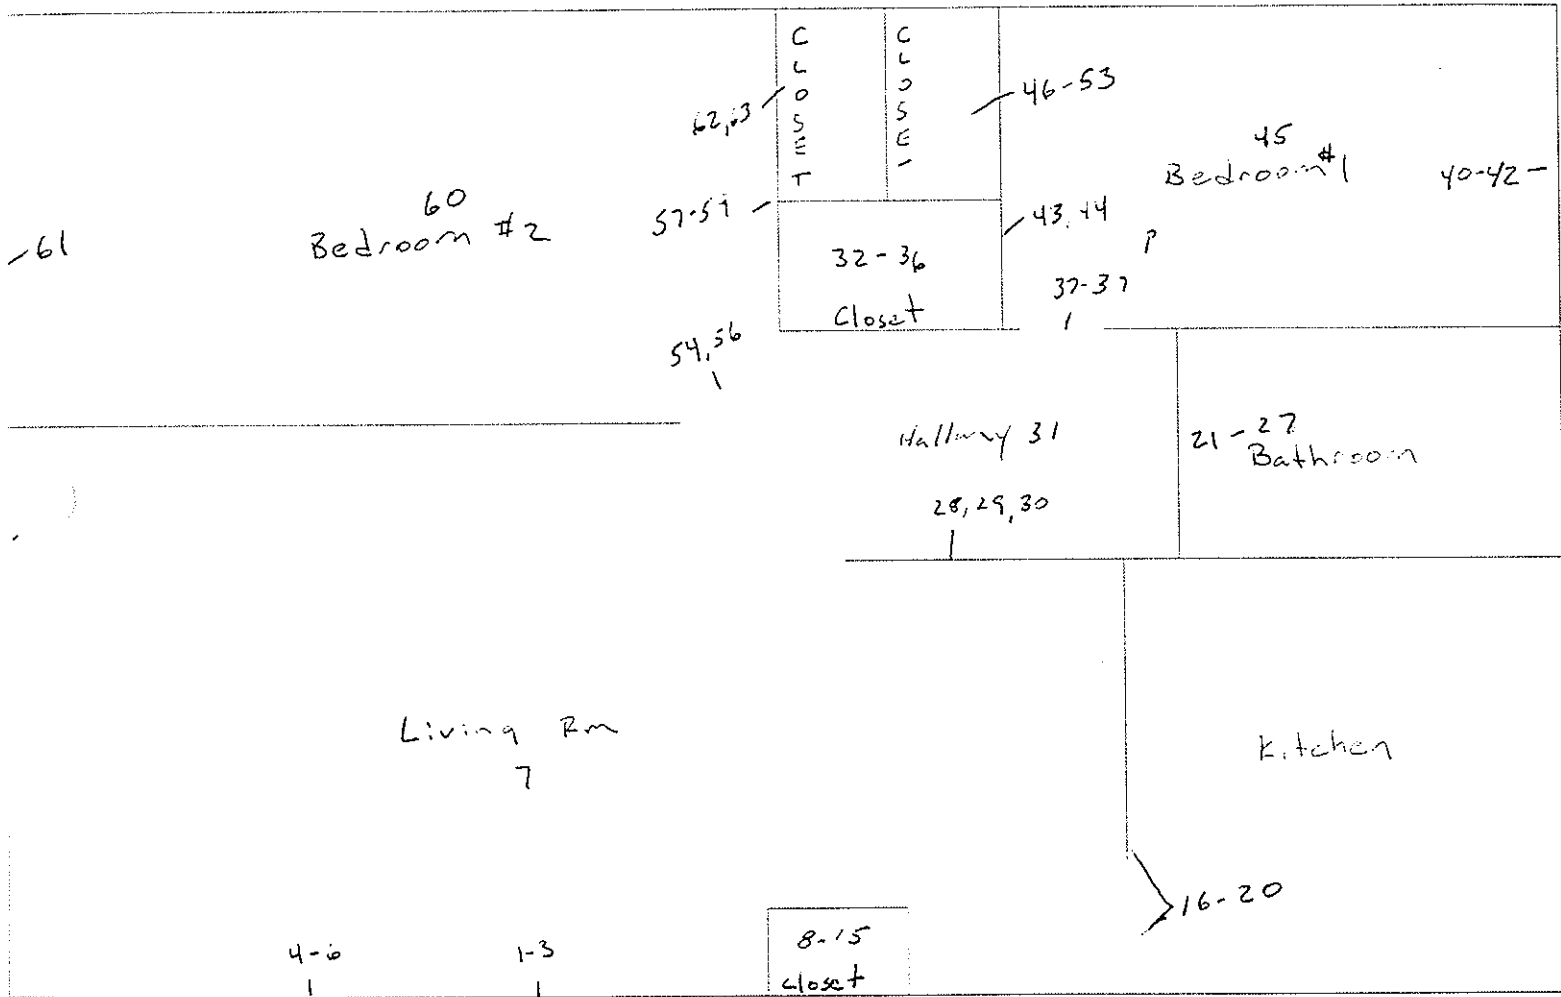 CLOSET
CLOSET
62,63
46-53
45
Bedroom #1
40-42
60
Bedroom #2
61
57-59
43, 44
32-36
Closet
37-39
54, 56
Hallway 31
28, 29, 30
21-27
Bathroom
Living Rm
7
Kitchen
16-20
4-6
1-3
8-15
closet